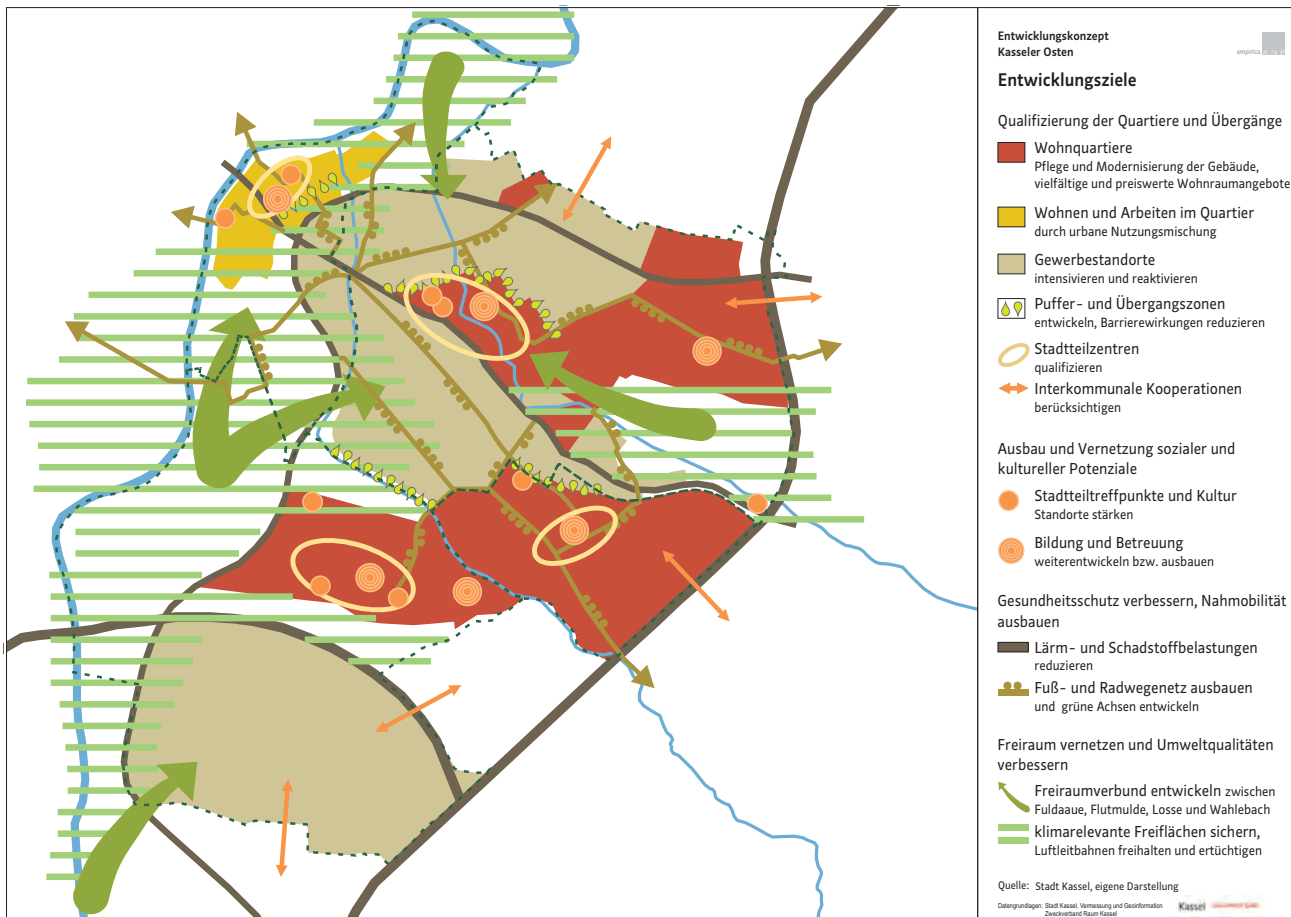 Entwicklungskonzept
Kasseler Osten
empirica
Entwicklungsziele
Qualifizierung der Quartiere und Übergänge
Wohnquartiere
Pflege und Modernisierung der Gebäude,
vielfältige und preiswerte Wohnraumangebote
Wohnen und Arbeiten im Quartier
durch urbane Nutzungsmischung
Gewerbestandorte
intensivieren und reaktivieren
Puffer- und Übergangszonen
entwickeln, Barrierewirkungen reduzieren
Stadtteilzentren
qualifizieren
Interkommunale Kooperationen
berücksichtigen
Ausbau und Vernetzung sozialer und
kultureller Potenziale
Stadtteiltreffpunkte und Kultur
Standorte stärken
Bildung und Betreuung
weiterentwickeln bzw. ausbauen
Gesundheitsschutz verbessern, Nahmobilität
ausbauen
Lärm- und Schadstoffbelastungen
reduzieren
Fuß- und Radwegenetz ausbauen
und grüne Achsen entwickeln
Freiraum vernetzen und Umweltqualitäten
verbessern
Freiraumverbund entwickeln zwischen
Fuldaaue, Flutmulde, Losse und Wahlebach
klimarelevante Freiflächen sichern,
Luftleitbahnen freihalten und ertüchtigen
Quelle: Stadt Kassel, eigene Darstellung
Datengrundlagen: Stadt Kassel, Vermessung und Geoinformation
Zweckverband Raum Kassel
Kassel